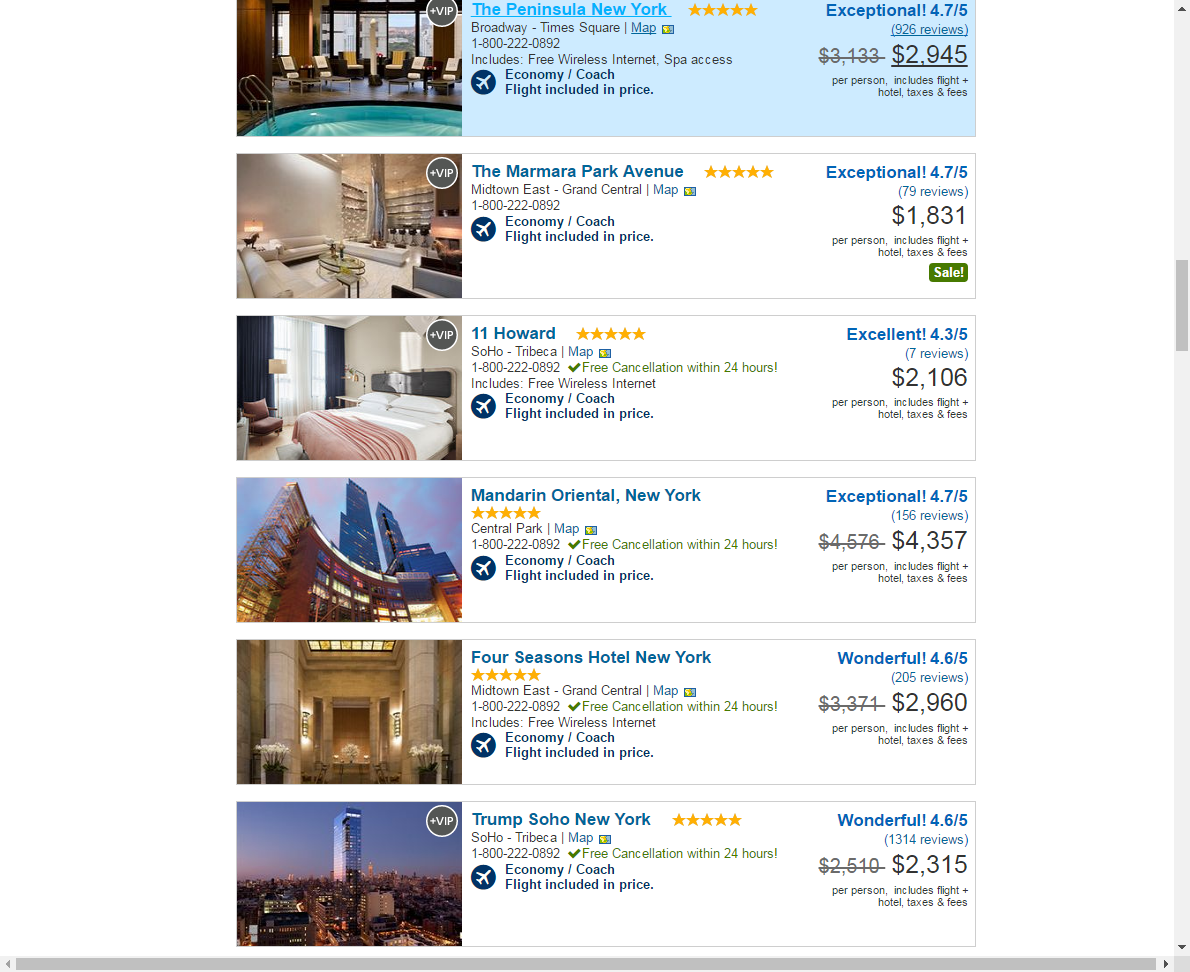 +VIP
The Peninsula New York
Exceptional! 4.7/5
Broadway - Times Square | Map
(926 reviews)
1-800-222-0892
$3,133 $2,945
Includes: Free Wireless Internet, Spa access
Economy / Coach
Flight included in price.
per person, includes flight +
hotel, taxes & fees
+VIP
The Marmara Park Avenue
Exceptional! 4.7/5
Midtown East - Grand Central | Map
(79 reviews)
1-800-222-0892
$1,831
Economy / Coach
Flight included in price.
per person, includes flight +
hotel, taxes & fees
Sale!
+VIP
11 Howard
Excellent! 4.3/5
SoHo - Tribeca | Map
(7 reviews)
1-800-222-0892 Free Cancellation within 24 hours!
$2,106
Includes: Free Wireless Internet
Economy / Coach
Flight included in price.
per person, includes flight +
hotel, taxes & fees
Mandarin Oriental, New York
Exceptional! 4.7/5
(156 reviews)
Central Park | Map
1-800-222-0892 Free Cancellation within 24 hours!
$4,576 $4,357
Economy / Coach
Flight included in price.
per person, includes flight +
hotel, taxes & fees
Four Seasons Hotel New York
Wonderful! 4.6/5
(205 reviews)
Midtown East - Grand Central | Map
1-800-222-0892 Free Cancellation within 24 hours!
$3,371 $2,960
Includes: Free Wireless Internet
Economy / Coach
Flight included in price.
per person, includes flight +
hotel, taxes & fees
+VIP
Trump Soho New York
Wonderful! 4.6/5
SoHo - Tribeca | Map
(1314 reviews)
1-800-222-0892 Free Cancellation within 24 hours!
$2,510 $2,315
Economy / Coach
Flight included in price.
per person, includes flight +
hotel, taxes & fees